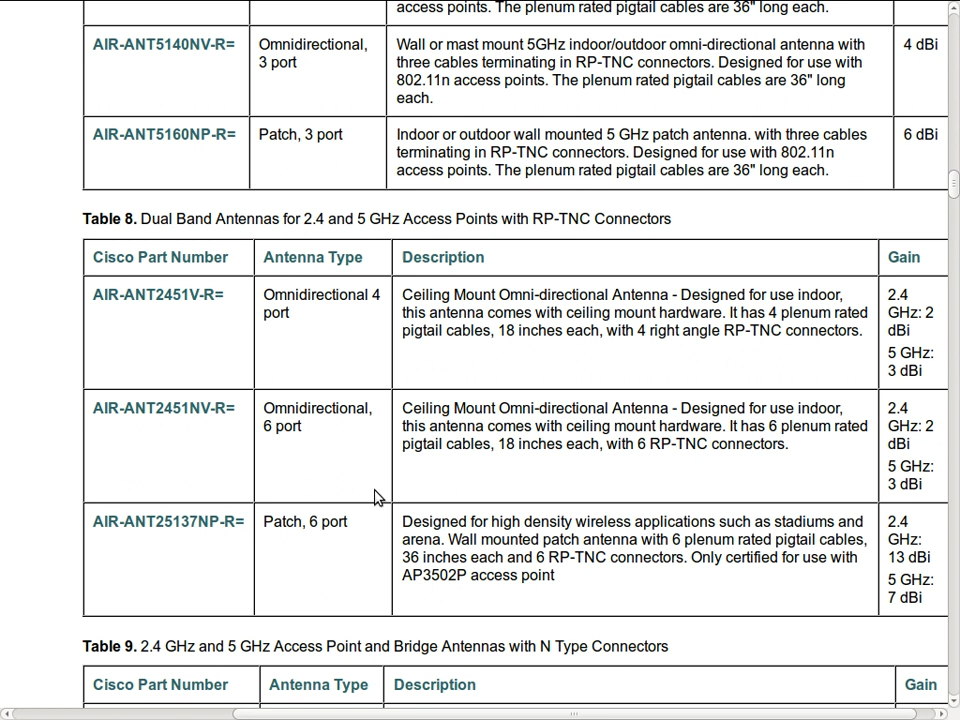 access points. The plenum rated pigtail cables are 36" long each.
AIR-ANT5140NV-R=
Omnidirectional,
3 port
Wall or mast mount 5GHz indoor/outdoor omni-directional antenna with
three cables terminating in RP-TNC connectors. Designed for use with
802.11n access points. The plenum rated pigtail cables are 36" long
each.
4 dBi
AIR-ANT5160NP-R=
Patch, 3 port
Indoor or outdoor wall mounted 5 GHz patch antenna. with three cables
terminating in RP-TNC connectors. Designed for use with 802.11n
access points. The plenum rated pigtail cables are 36" long each.
6 dBi
Table 8. Dual Band Antennas for 2.4 and 5 GHz Access Points with RP-TNC Connectors
Cisco Part Number
Antenna Type
Description
Gain
AIR-ANT2451V-R=
Omnidirectional 4
port
Ceiling Mount Omni-directional Antenna - Designed for use indoor,
this antenna comes with ceiling mount hardware. It has 4 plenum rated
pigtail cables, 18 inches each, with 4 right angle RP-TNC connectors.
2.4
GHz: 2
dBi
5 GHz:
3 dBi
AIR-ANT2451NV-R=
Omnidirectional,
6 port
Ceiling Mount Omni-directional Antenna - Designed for use indoor,
this antenna comes with ceiling mount hardware. It has 6 plenum rated
pigtail cables, 18 inches each, with 6 RP-TNC connectors.
2.4
GHz: 2
dBi
5 GHz:
3 dBi
AIR-ANT25137NP-R=
Patch, 6 port
Designed for high density wireless applications such as stadiums and
arena. Wall mounted patch antenna with 6 plenum rated pigtail cables,
36 inches each and 6 RP-TNC connectors. Only certified for use with
AP3502P access point
2.4
GHz:
13 dBi
5 GHz:
7 dBi
Table 9. 2.4 GHz and 5 GHz Access Point and Bridge Antennas with N Type Connectors
Cisco Part Number
Antenna Type
Description
Gain